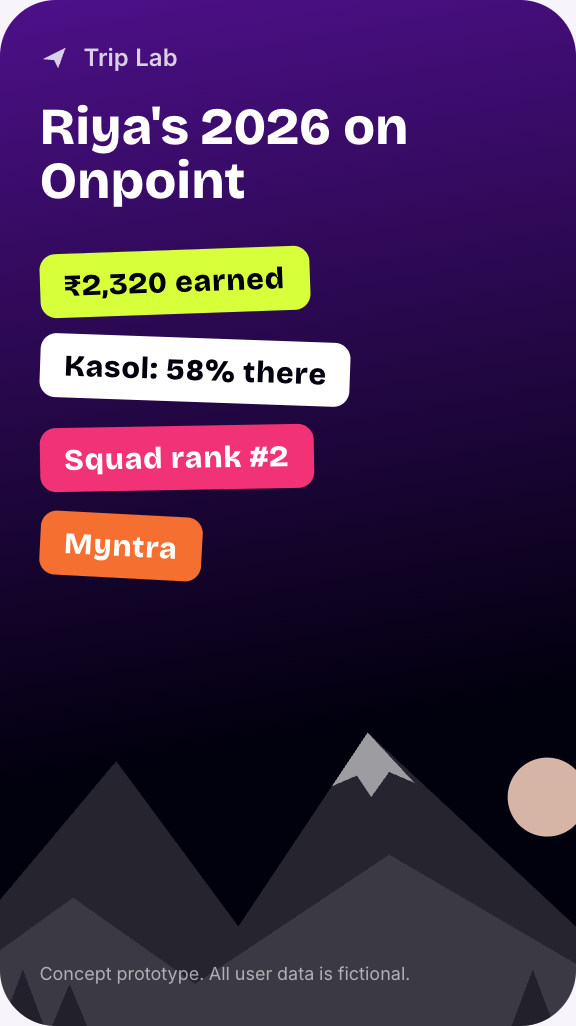 Trip Lab
Riya's 2026 on
Onpoint
₹2,320 earned
Kasol: 58% there
Squad rank #2
Myntra
Concept prototype. All user data is fictional.